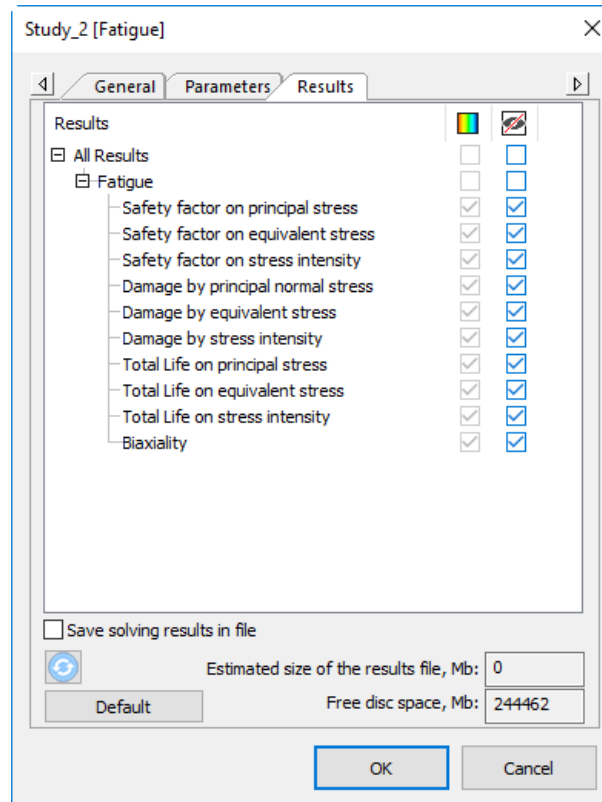 Study_2 [Fatigue]
General Parameters Results
Results
All Results
Fatigue
Safety factor on principal stress
Safety factor on equivalent stress
Safety factor on stress intensity
Damage by principal normal stress
Damage by equivalent stress
Damage by stress intensity
Total Life on principal stress
Total Life on equivalent stress
Total Life on stress intensity
Biaxiality
Save solving results in file
Estimated size of the results file, Mb: 0
Default Free disc space, Mb: 244462
OK Cancel